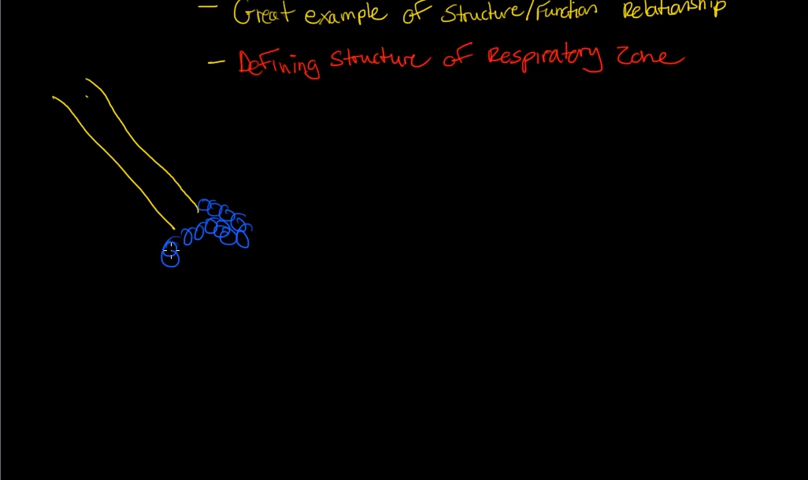 - Great example of Structure/Function Relationship
- Defining Structure of Respiratory Zone